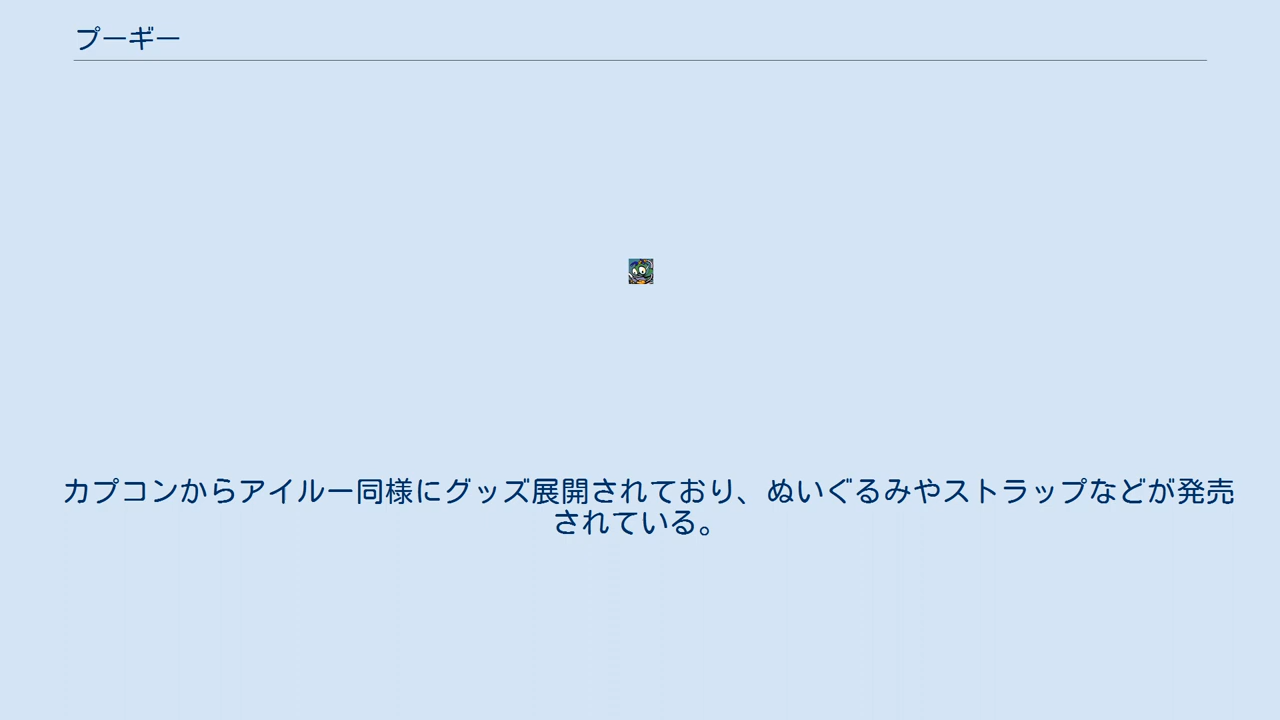 プーギー
カプコンからアイルー同様にグッズ展開されており、ぬいぐるみやストラップなどが発売
されている。